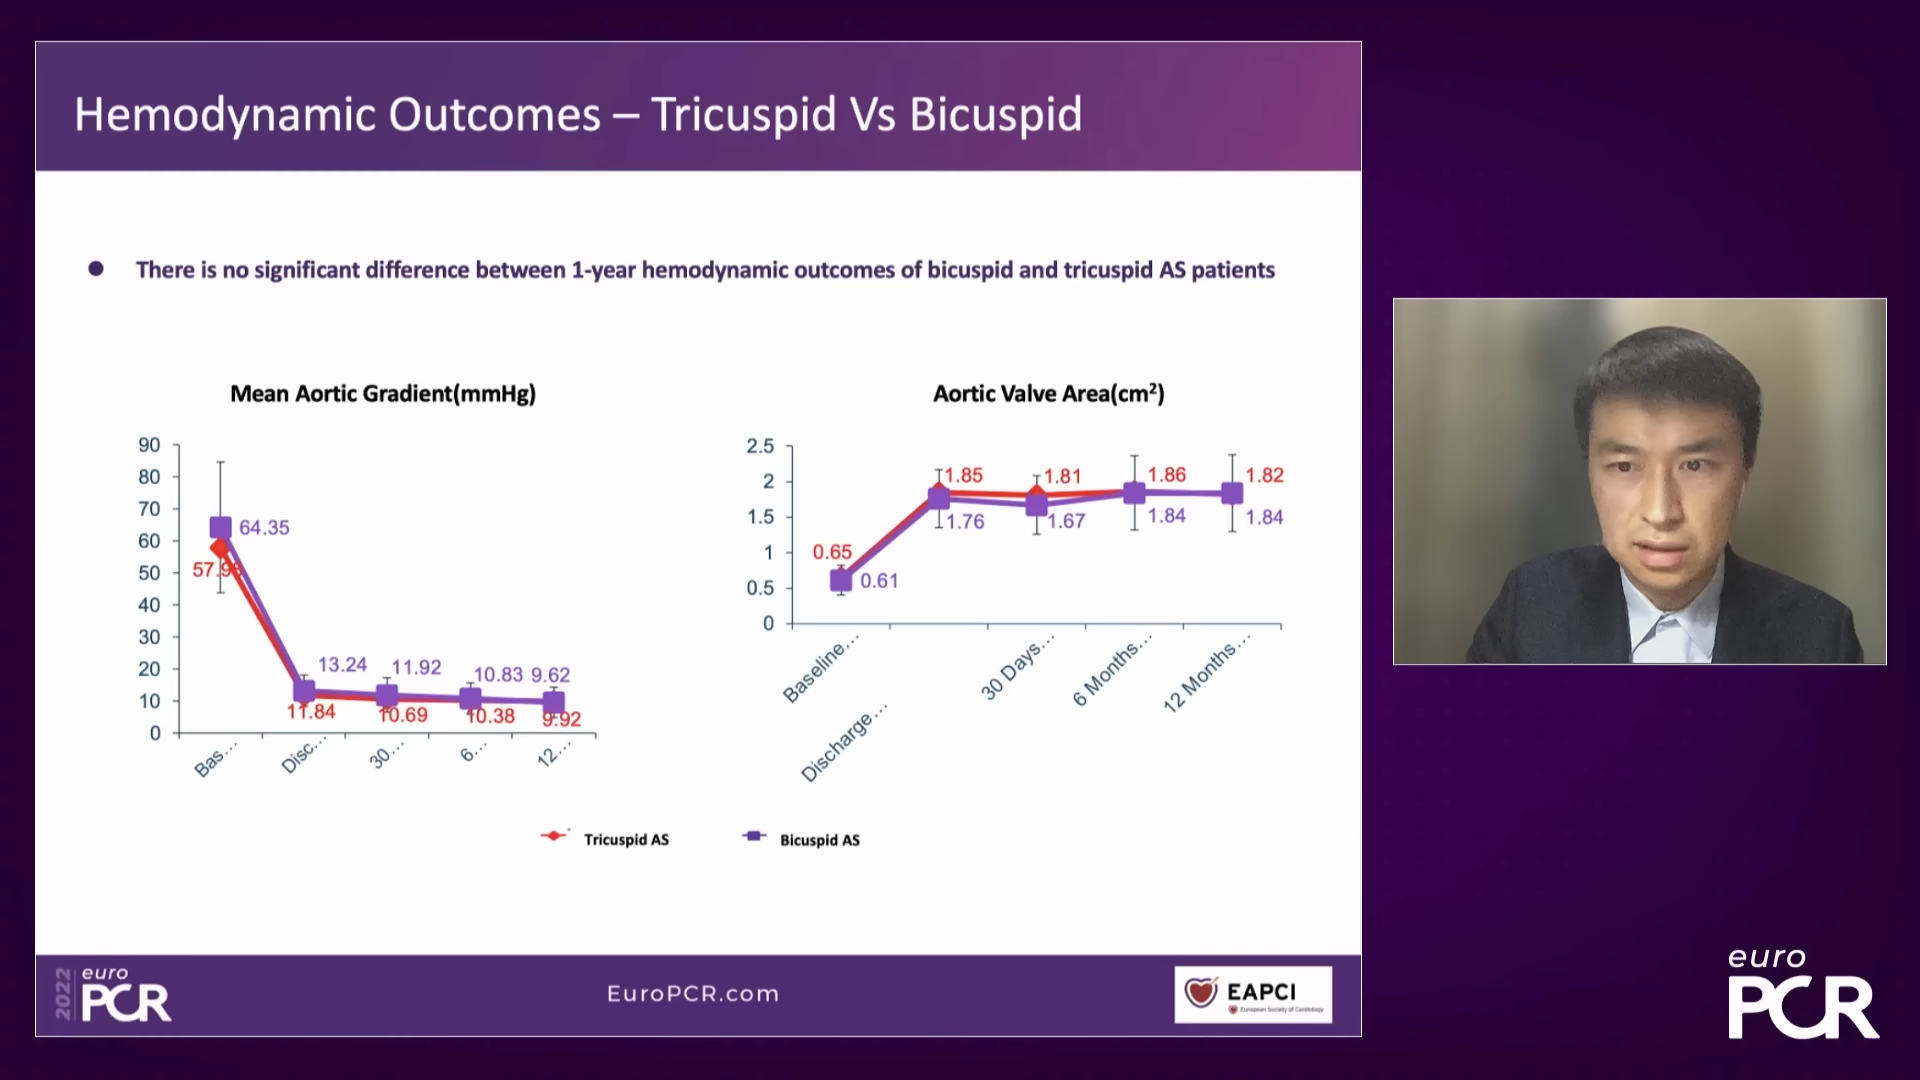 Hemodynamic Outcomes – Tricuspid Vs Bicuspid
● There is no significant difference between 1-year hemodynamic outcomes of bicuspid and tricuspid AS patients
Mean Aortic Gradient(mmHg)
90
80
70
60
50
40
30
20
10
0
64.35
13.24
11.92
10.83
9.62
11.84
10.69
10.38
9.92
Bas...
Disc...
30...
6...
12...
Aortic Valve Area(cm²)
2.5
2
1.5
1
0.5
0
0.65
1.85
1.81
1.86
1.82
0.61
1.76
1.67
1.84
1.84
Baseline...
Discharge...
30 Days...
6 Months...
12 Months...
Tricuspid AS
Bicuspid AS
2022
euro
PCR
EuroPCR.com
EAPCI
European Society of Cardiology
euro
PCR